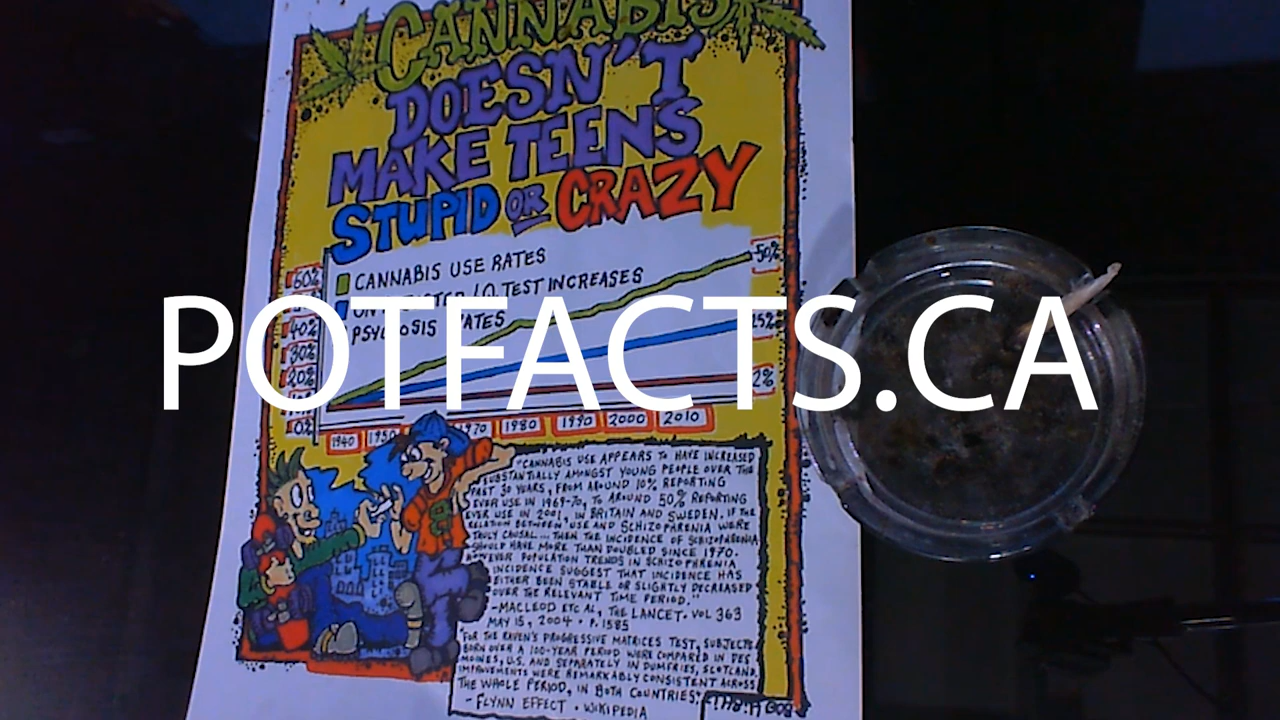 CANNABIS
DOESN'T
MAKE TEENS
STUPID OR CRAZY
CANNABIS USE RATES
I.Q. TEST INCREASES
PSYCHOSIS RATES
60%
40%
30%
20%
0%
50%
25%
2%
POTFACTS.CA
1940 1950 1970 1980 1990 2000 2010
"CANNABIS USE APPEARS TO HAVE INCREASED
SUBSTANTIALLY AMONGST YOUNG PEOPLE OVER THE
PAST 30 YEARS, FROM AROUND 10% REPORTING
EVER USE IN 1969-70, TO AROUND 50% REPORTING
EVER USE IN 2001, IN BRITAIN AND SWEDEN. IF THE
RELATION BETWEEN USE AND SCHIZOPHRENIA WERE
TRULY CAUSAL... THEN THE INCIDENCE OF SCHIZOPHRENIA
SHOULD HAVE MORE THAN DOUBLED SINCE 1970.
HOWEVER POPULATION TRENDS IN SCHIZOPHRENIA
INCIDENCE SUGGEST THAT INCIDENCE HAS
EITHER BEEN STABLE OR SLIGHTLY DECREASED
OVER THE RELEVANT TIME PERIOD."
-MACLEOD ETC AL, THE LANCET. VOL 363
MAY 15, 2004 • P. 1585
"FOR THE RAVEN'S PROGRESSIVE MATRICES TEST, SUBJECTS
BORN OVER A 100-YEAR PERIOD WERE COMPARED IN DES
MOINES, U.S. AND SEPARATELY IN DUMFRIES, SCOTLAND.
IMPROVEMENTS WERE REMARKABLY CONSISTENT ACROSS
THE WHOLE PERIOD, IN BOTH COUNTRIES."
- FLYNN EFFECT • WIKIPEDIA